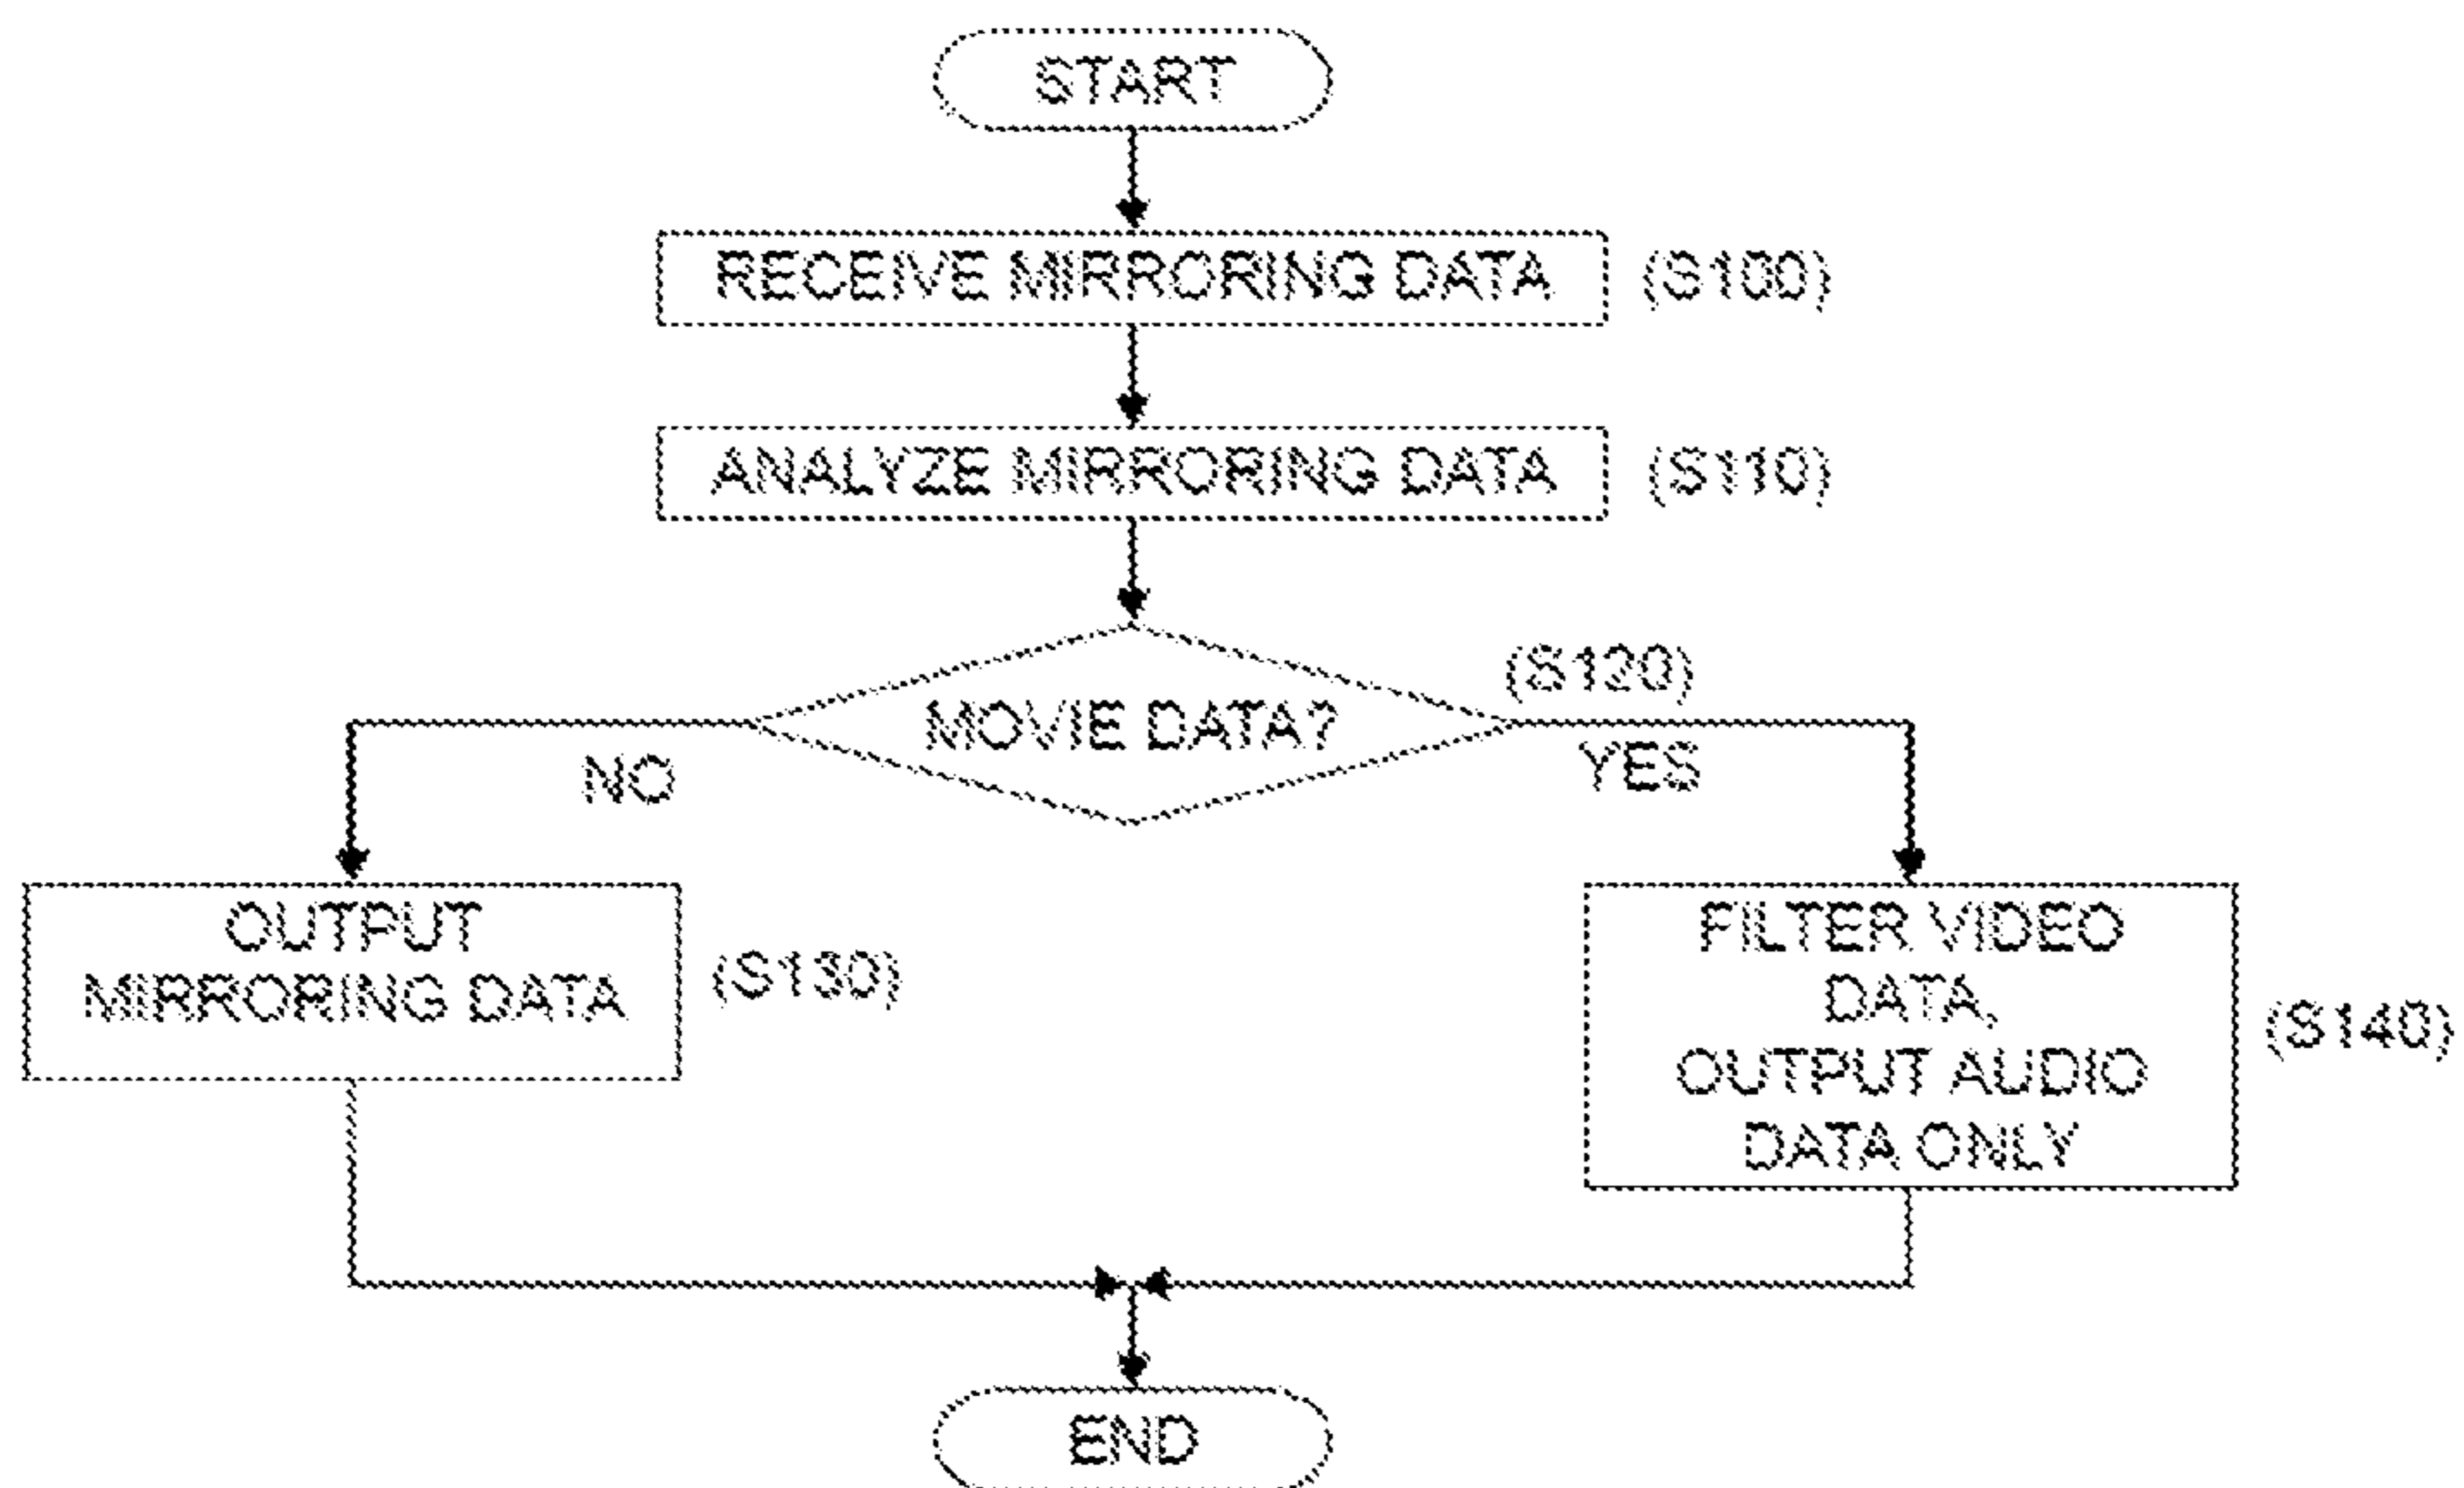 START
RECEIVE MIRRORING DATA (S100)
ANALYZE MIRRORING DATA (S110)
(S120)
MOVIE DATA?
NO
YES
OUTPUT
MIRRORING DATA
(S130)
FILTER VIDEO
DATA,
OUTPUT AUDIO
DATA ONLY
(S140)
END